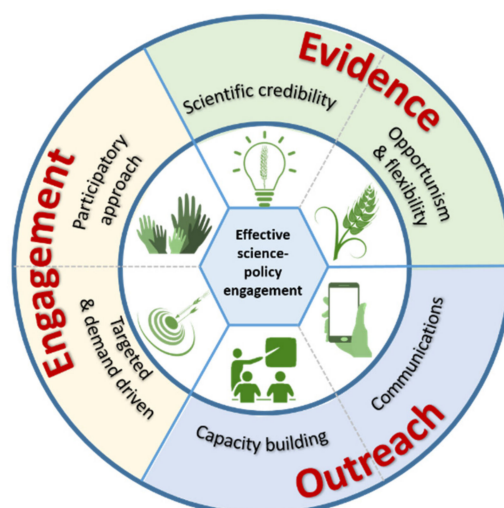 Evidence
Scientific credibility
Opportunism
& flexibility
Engagement
Participatory
approach
Targeted
& demand driven
Effective
science-
policy
engagement
Communications
Capacity building
Outreach